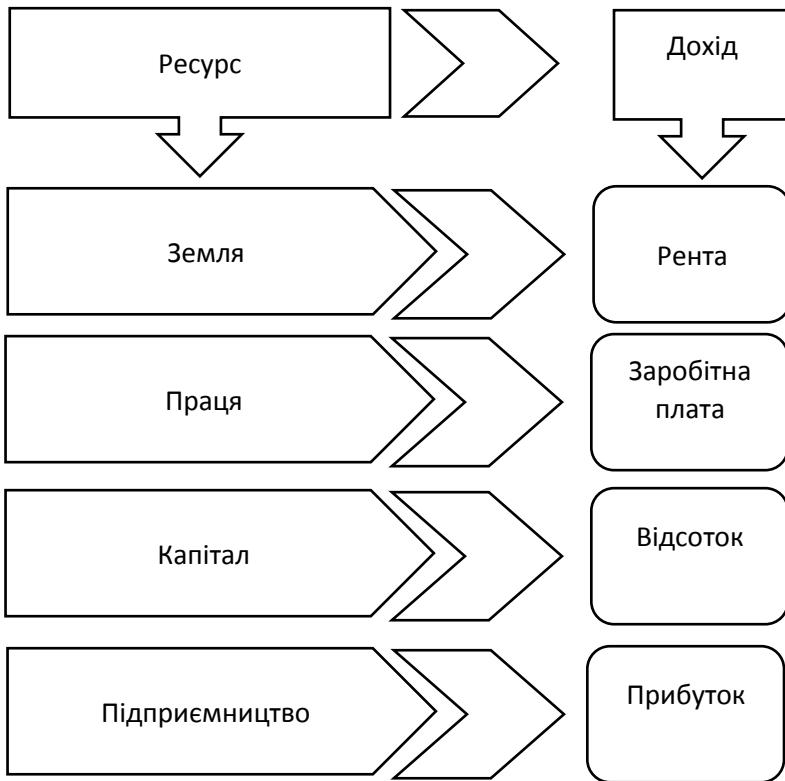 Ресурс
Дохід
Земля
Рента
Праця
Заробітна
плата
Капітал
Відсоток
Підприємництво
Прибуток